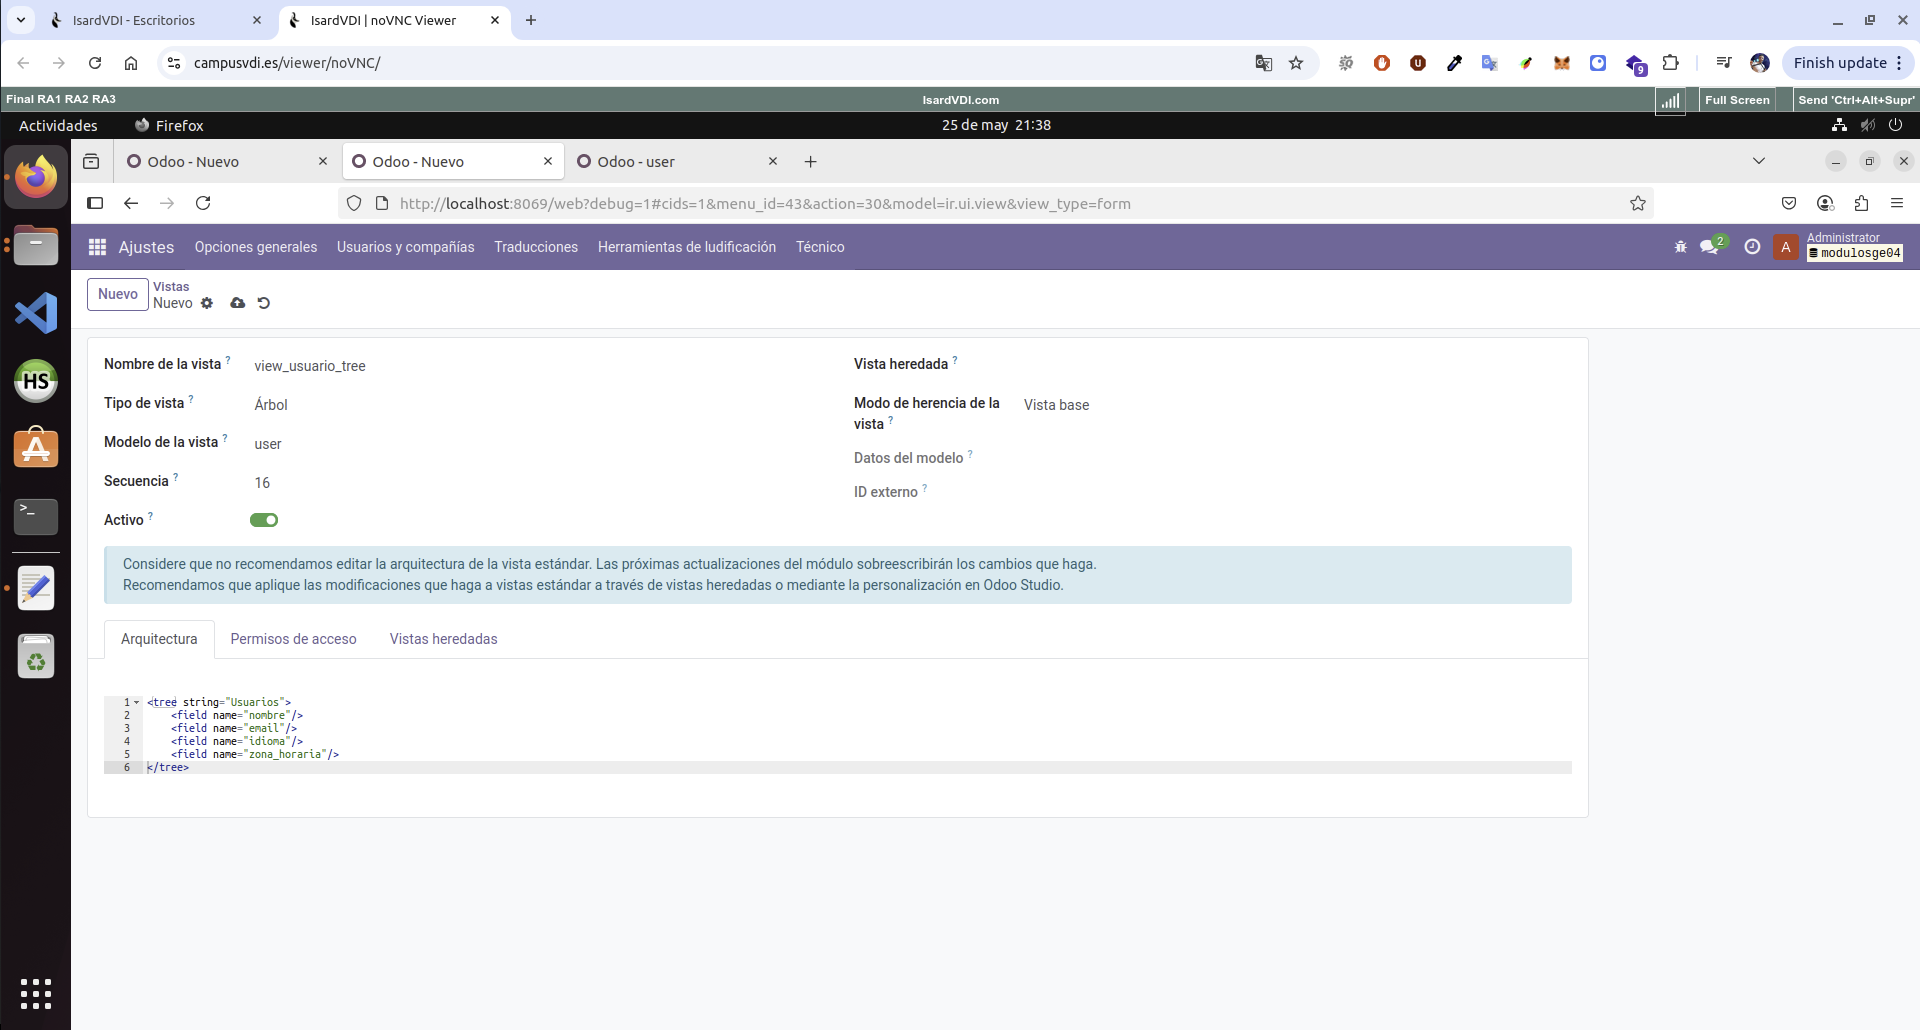 IsardVDI - Escritorios
IsardVDI | noVNC Viewer
campusvdi.es/viewer/noVNC/
9
Finish update
Final RA1 RA2 RA3
IsardVDI.com
Full Screen
Send 'Ctrl+Alt+Supr'
Actividades
Firefox
25 de may 21:38
Odoo - Nuevo
Odoo - Nuevo
Odoo - user
http://localhost:8069/web?debug=1#cids=1&menu_id=43&action=30&model=ir.ui.view&view_type=form
Ajustes
Opciones generales
Usuarios y compañías
Traducciones
Herramientas de ludificación
Técnico
2
A
Administrator
modulosge04
Nuevo
Vistas
Nuevo
Nombre de la vista ?
view_usuario_tree
Vista heredada ?
Tipo de vista ?
Árbol
Modo de herencia de la
vista ?
Vista base
Modelo de la vista ?
user
Datos del modelo ?
Secuencia ?
16
ID externo ?
Activo ?
Considere que no recomendamos editar la arquitectura de la vista estándar. Las próximas actualizaciones del módulo sobreescribirán los cambios que haga.
Recomendamos que aplique las modificaciones que haga a vistas estándar a través de vistas heredadas o mediante la personalización en Odoo Studio.
Arquitectura
Permisos de acceso
Vistas heredadas
1 <tree string="Usuarios">
2 <field name="nombre"/>
3 <field name="email"/>
4 <field name="idioma"/>
5 <field name="zona_horaria"/>
6 </tree>
HS
>_